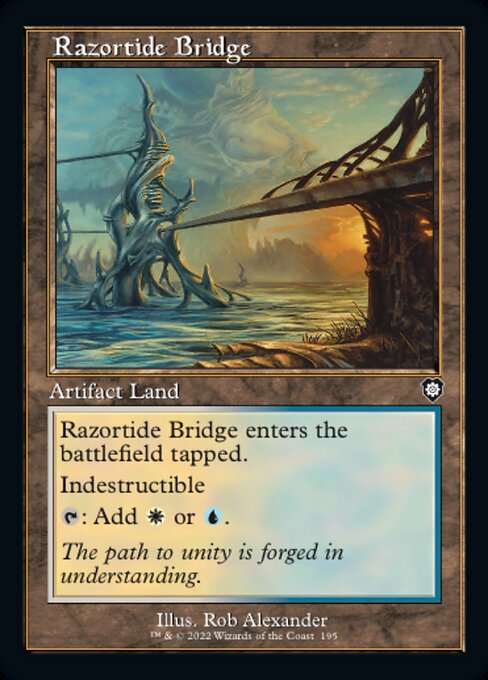 Razortide Bridge
Artifact Land
Razortide Bridge enters the
battlefield tapped.
Indestructible
: Add or .
The path to unity is forged in
understanding.
Illus. Rob Alexander
™ & © 2022 Wizards of the Coast 195